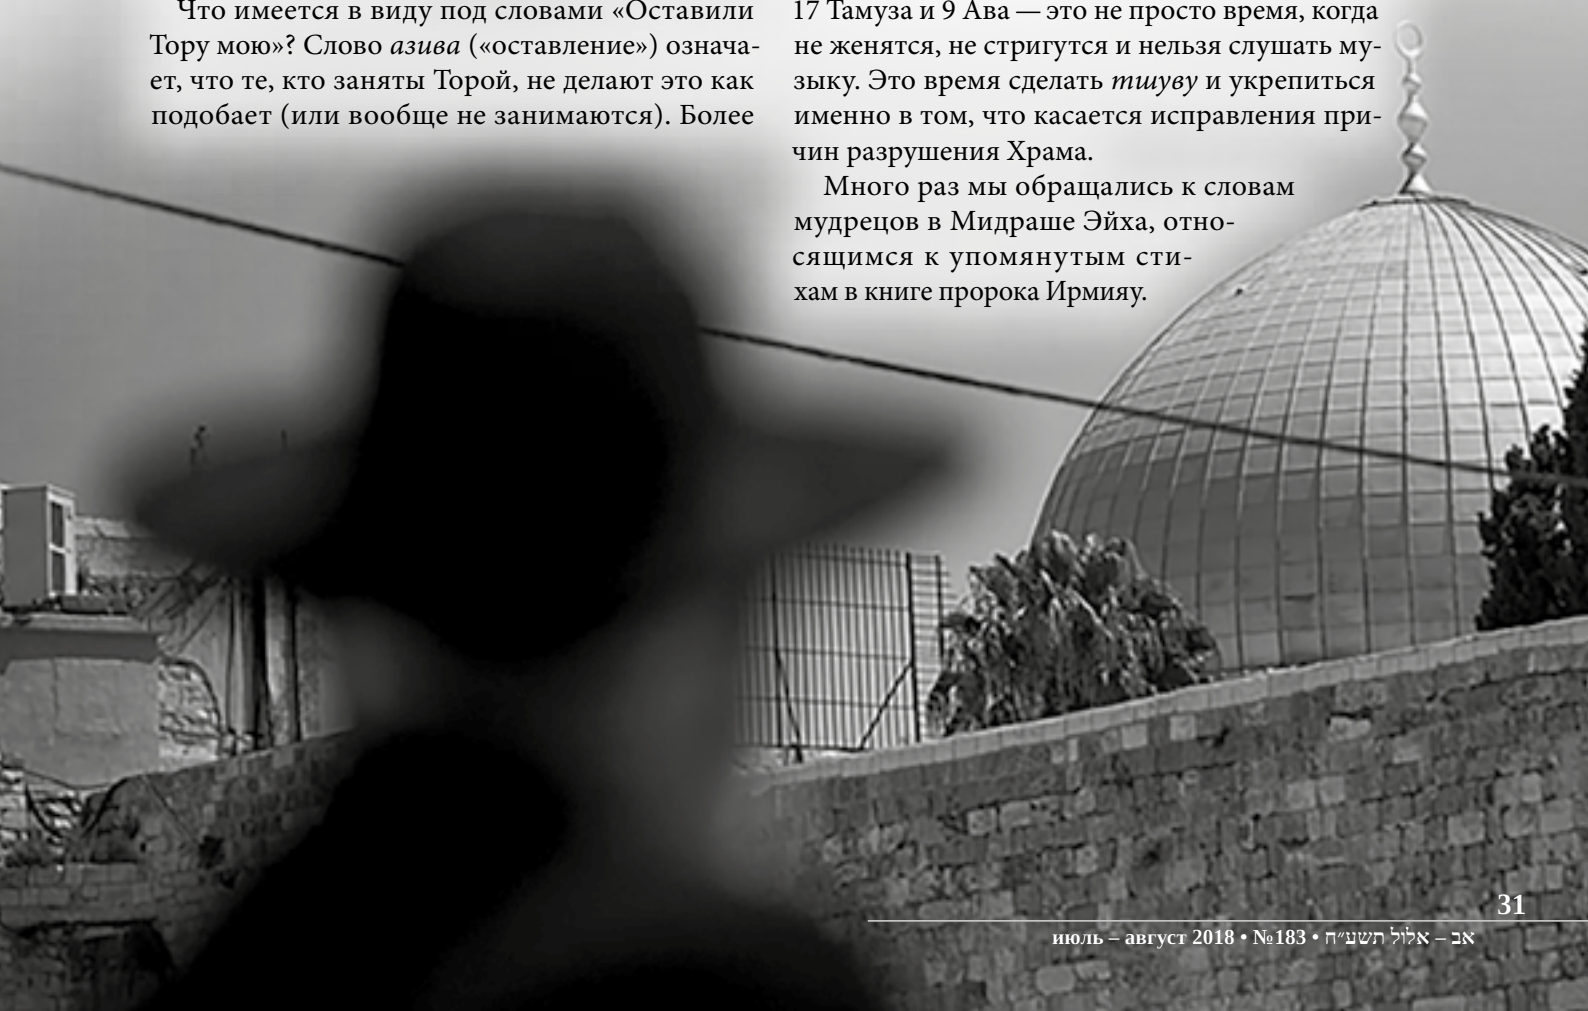 Что имеется в виду под словами «Оставили
Тору мою»? Слово азива («оставление») означа-
ет, что те, кто заняты Торой, не делают это как
подобает (или вообще не занимаются). Более
17 Тамуза и 9 Ава — это не просто время, когда
не женятся, не стригутся и нельзя слушать му-
зыку. Это время сделать тшуву и укрепиться
именно в том, что касается исправления при-
чин разрушения Храма.
Много раз мы обращались к словам
мудрецов в Мидраше Эйха, отно-
сящимся к упомянутым сти-
хам в книге пророка Ирмияу.
31
июль – август 2018 • №183 • אב – אלול תשע״ח